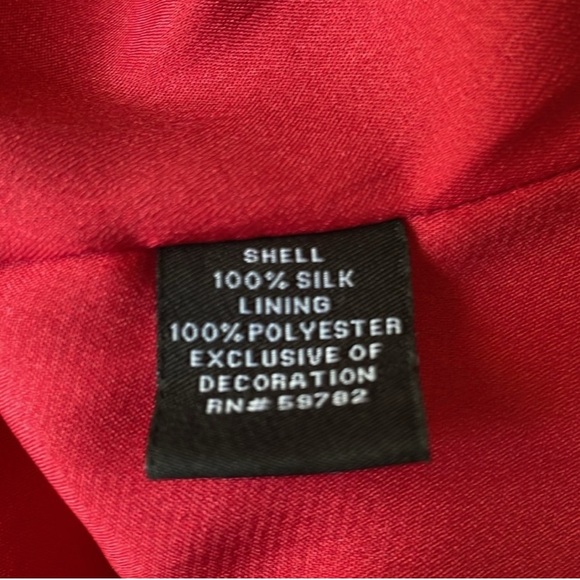 SHELL
100% SILK
LINING
100% POLYESTER
EXCLUSIVE OF
DECORATION
RN# 59782